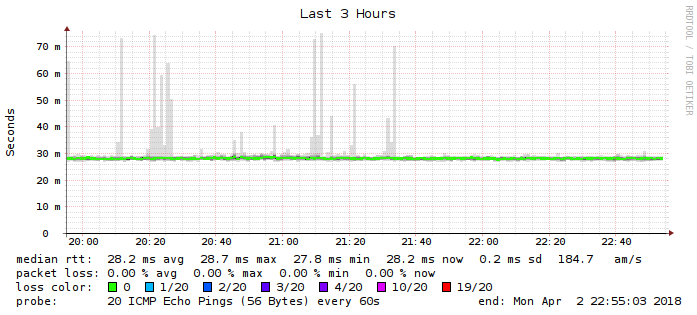 Last 3 Hours
RRDTOOL / TOBI OETIKER
Seconds
70 m
60 m
50 m
40 m
30 m
20 m
10 m
0
20:00 20:20 20:40 21:00 21:20 21:40 22:00 22:20 22:40
median rtt: 28.2 ms avg 28.7 ms max 27.8 ms min 28.2 ms now 0.2 ms sd 184.7 am/s
packet loss: 0.00 % avg 0.00 % max 0.00 % min 0.00 % now
loss color: 0 1/20 2/20 3/20 4/20 10/20 19/20
probe: 20 ICMP Echo Pings (56 Bytes) every 60s end: Mon Apr 2 22:55:03 2018